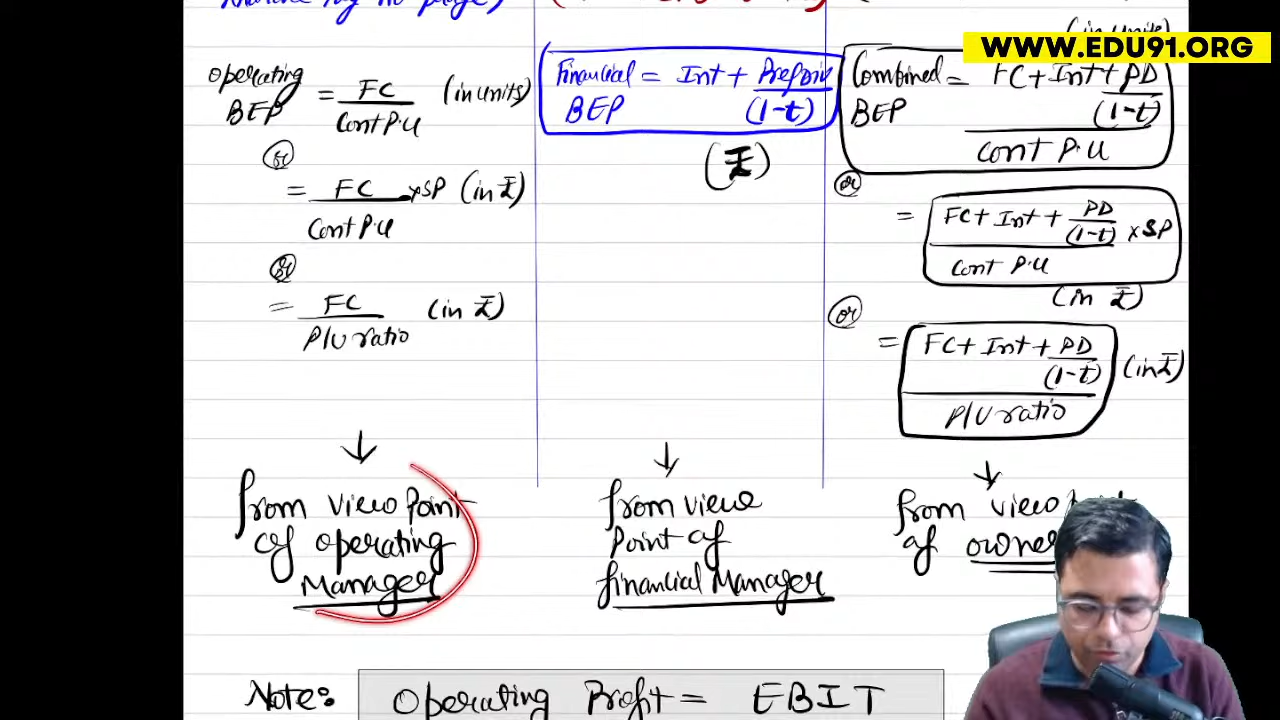 WWW.EDU91.ORG
operating BEP = FC / Cont P.U (in units)
or
= FC / Cont P.U × SP (in ₹)
or
= FC / P/V ratio (in ₹)
↓
from view point
of operating
Manager
Financial BEP = Int + / (1-t)
(₹)
↓
from view
point of
financial Manager
Combined BEP = FC + Int + PD / (1-t) / Cont P.U
or
= FC + Int + PD / (1-t) / Cont P.U × SP
(in ₹)
or
= FC + Int + PD / (1-t) / P/V ratio (in ₹)
↓
from view
of owner
Note: Operating Profit = EBIT